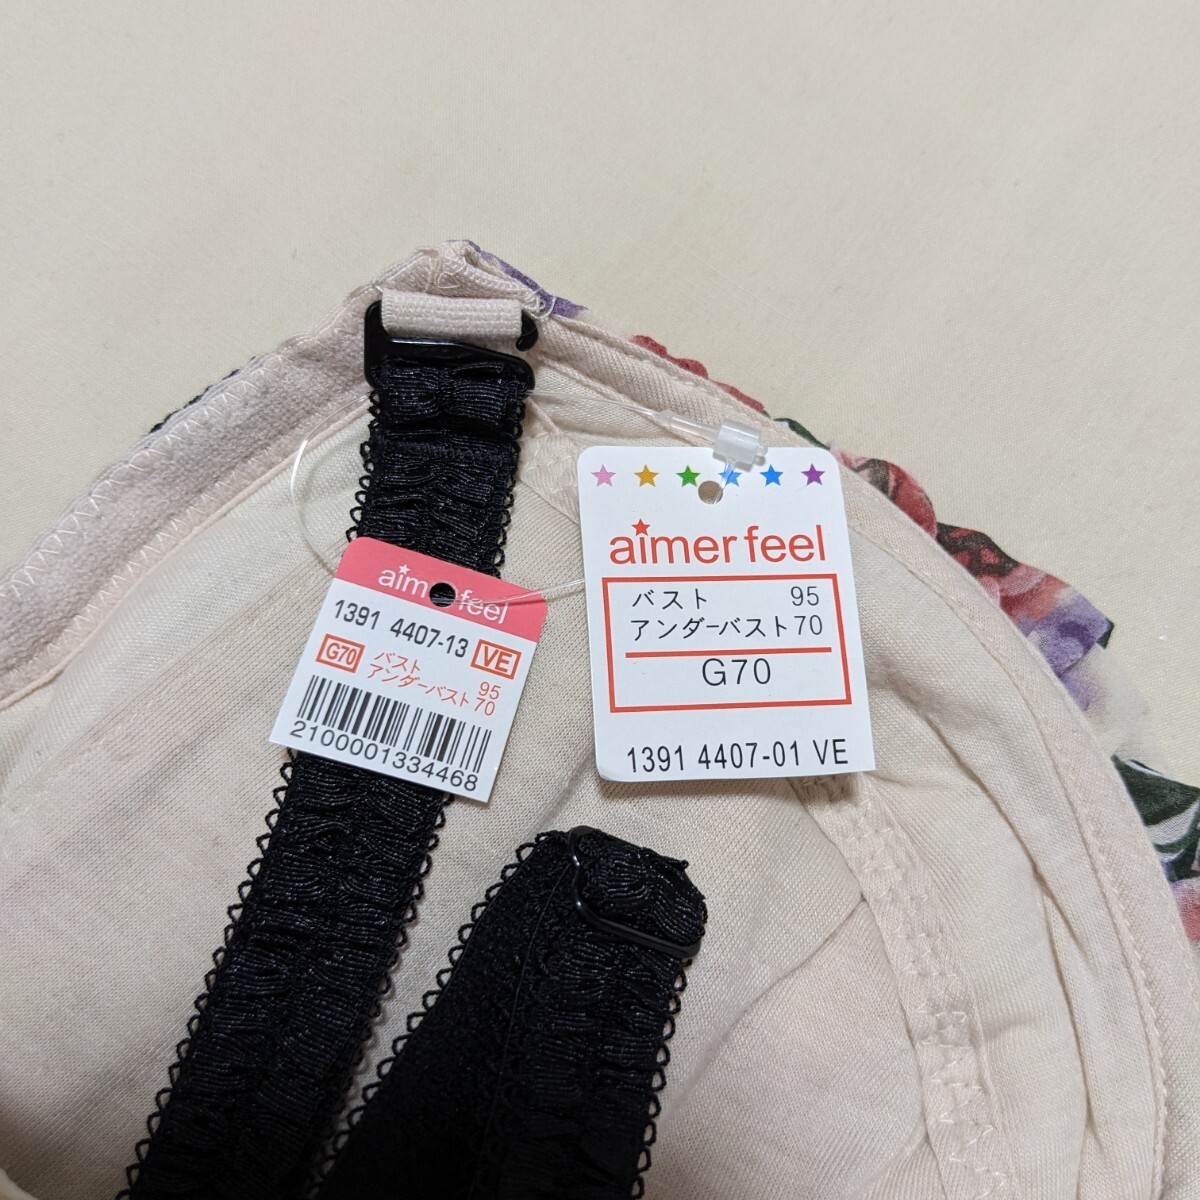 aimer feel
1391 4407-13 VE
G70 バスト 95
アンダーバスト 70
2100001334468
aimer feel
バスト 95
アンダーバスト 70
G70
1391 4407-01 VE